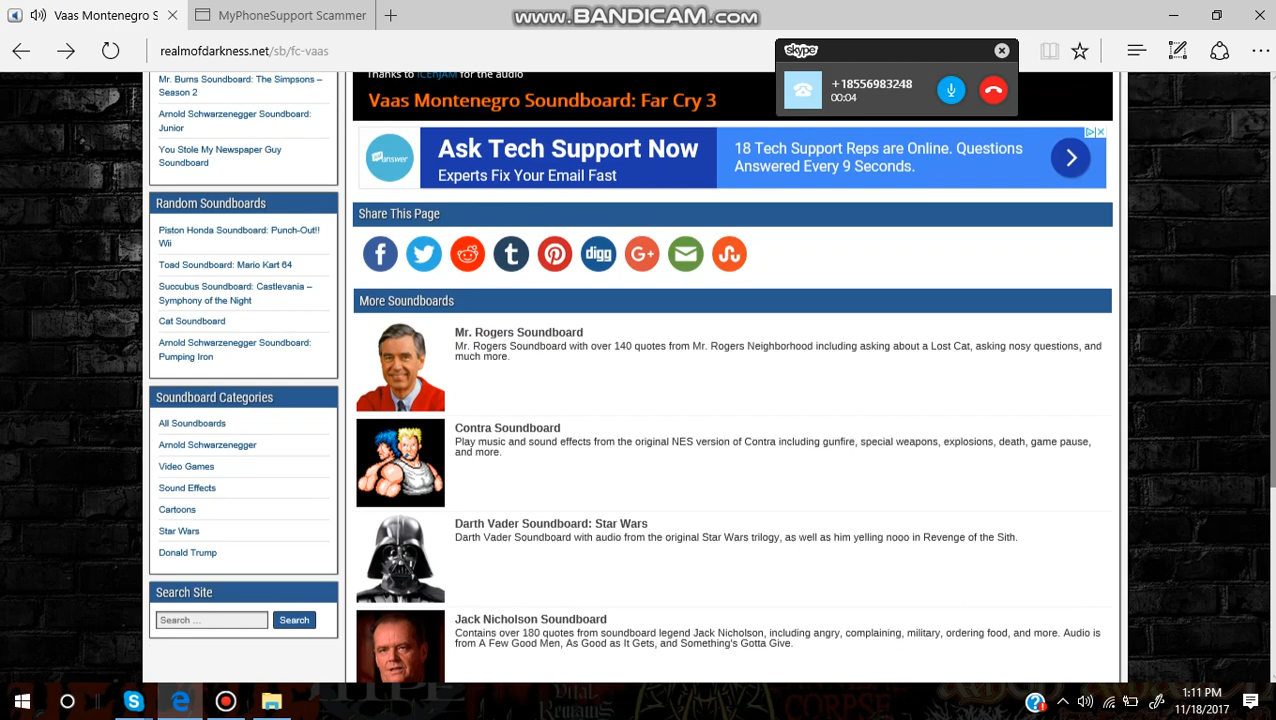 Vaas Montenegro S
MyPhoneSupport Scammer
www.BANDICAM.com
realmofdarkness.net/sb/fc-vaas
skype
+18556983248
00:04
Mr. Burns Soundboard: The Simpsons –
Season 2
Arnold Schwarzenegger Soundboard:
Junior
You Stole My Newspaper Guy
Soundboard
Random Soundboards
Piston Honda Soundboard: Punch-Out!!
Wii
Toad Soundboard: Mario Kart 64
Succubus Soundboard: Castlevania –
Symphony of the Night
Cat Soundboard
Arnold Schwarzenegger Soundboard:
Pumping Iron
Soundboard Categories
All Soundboards
Arnold Schwarzenegger
Video Games
Sound Effects
Cartoons
Star Wars
Donald Trump
Search Site
Search ...
Search
Thanks to ICEnJAM for the audio
Vaas Montenegro Soundboard: Far Cry 3
answer
Ask Tech Support Now
Experts Fix Your Email Fast
18 Tech Support Reps are Online. Questions
Answered Every 9 Seconds.
Share This Page
digg
More Soundboards
Mr. Rogers Soundboard
Mr. Rogers Soundboard with over 140 quotes from Mr. Rogers Neighborhood including asking about a Lost Cat, asking nosy questions, and
much more.
Contra Soundboard
Play music and sound effects from the original NES version of Contra including gunfire, special weapons, explosions, death, game pause,
and more.
Darth Vader Soundboard: Star Wars
Darth Vader Soundboard with audio from the original Star Wars trilogy, as well as him yelling nooo in Revenge of the Sith.
Jack Nicholson Soundboard
Contains over 180 quotes from soundboard legend Jack Nicholson, including angry, complaining, military, ordering food, and more. Audio is
from A Few Good Men, As Good as It Gets, and Something's Gotta Give.
1:11 PM
11/18/2017